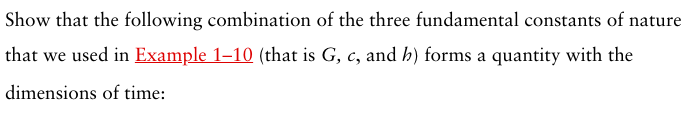 Show that the following combination of the three fundamental constants of nature
that we used in Example 1–10 (that is G, c, and h) forms a quantity with the
dimensions of time: